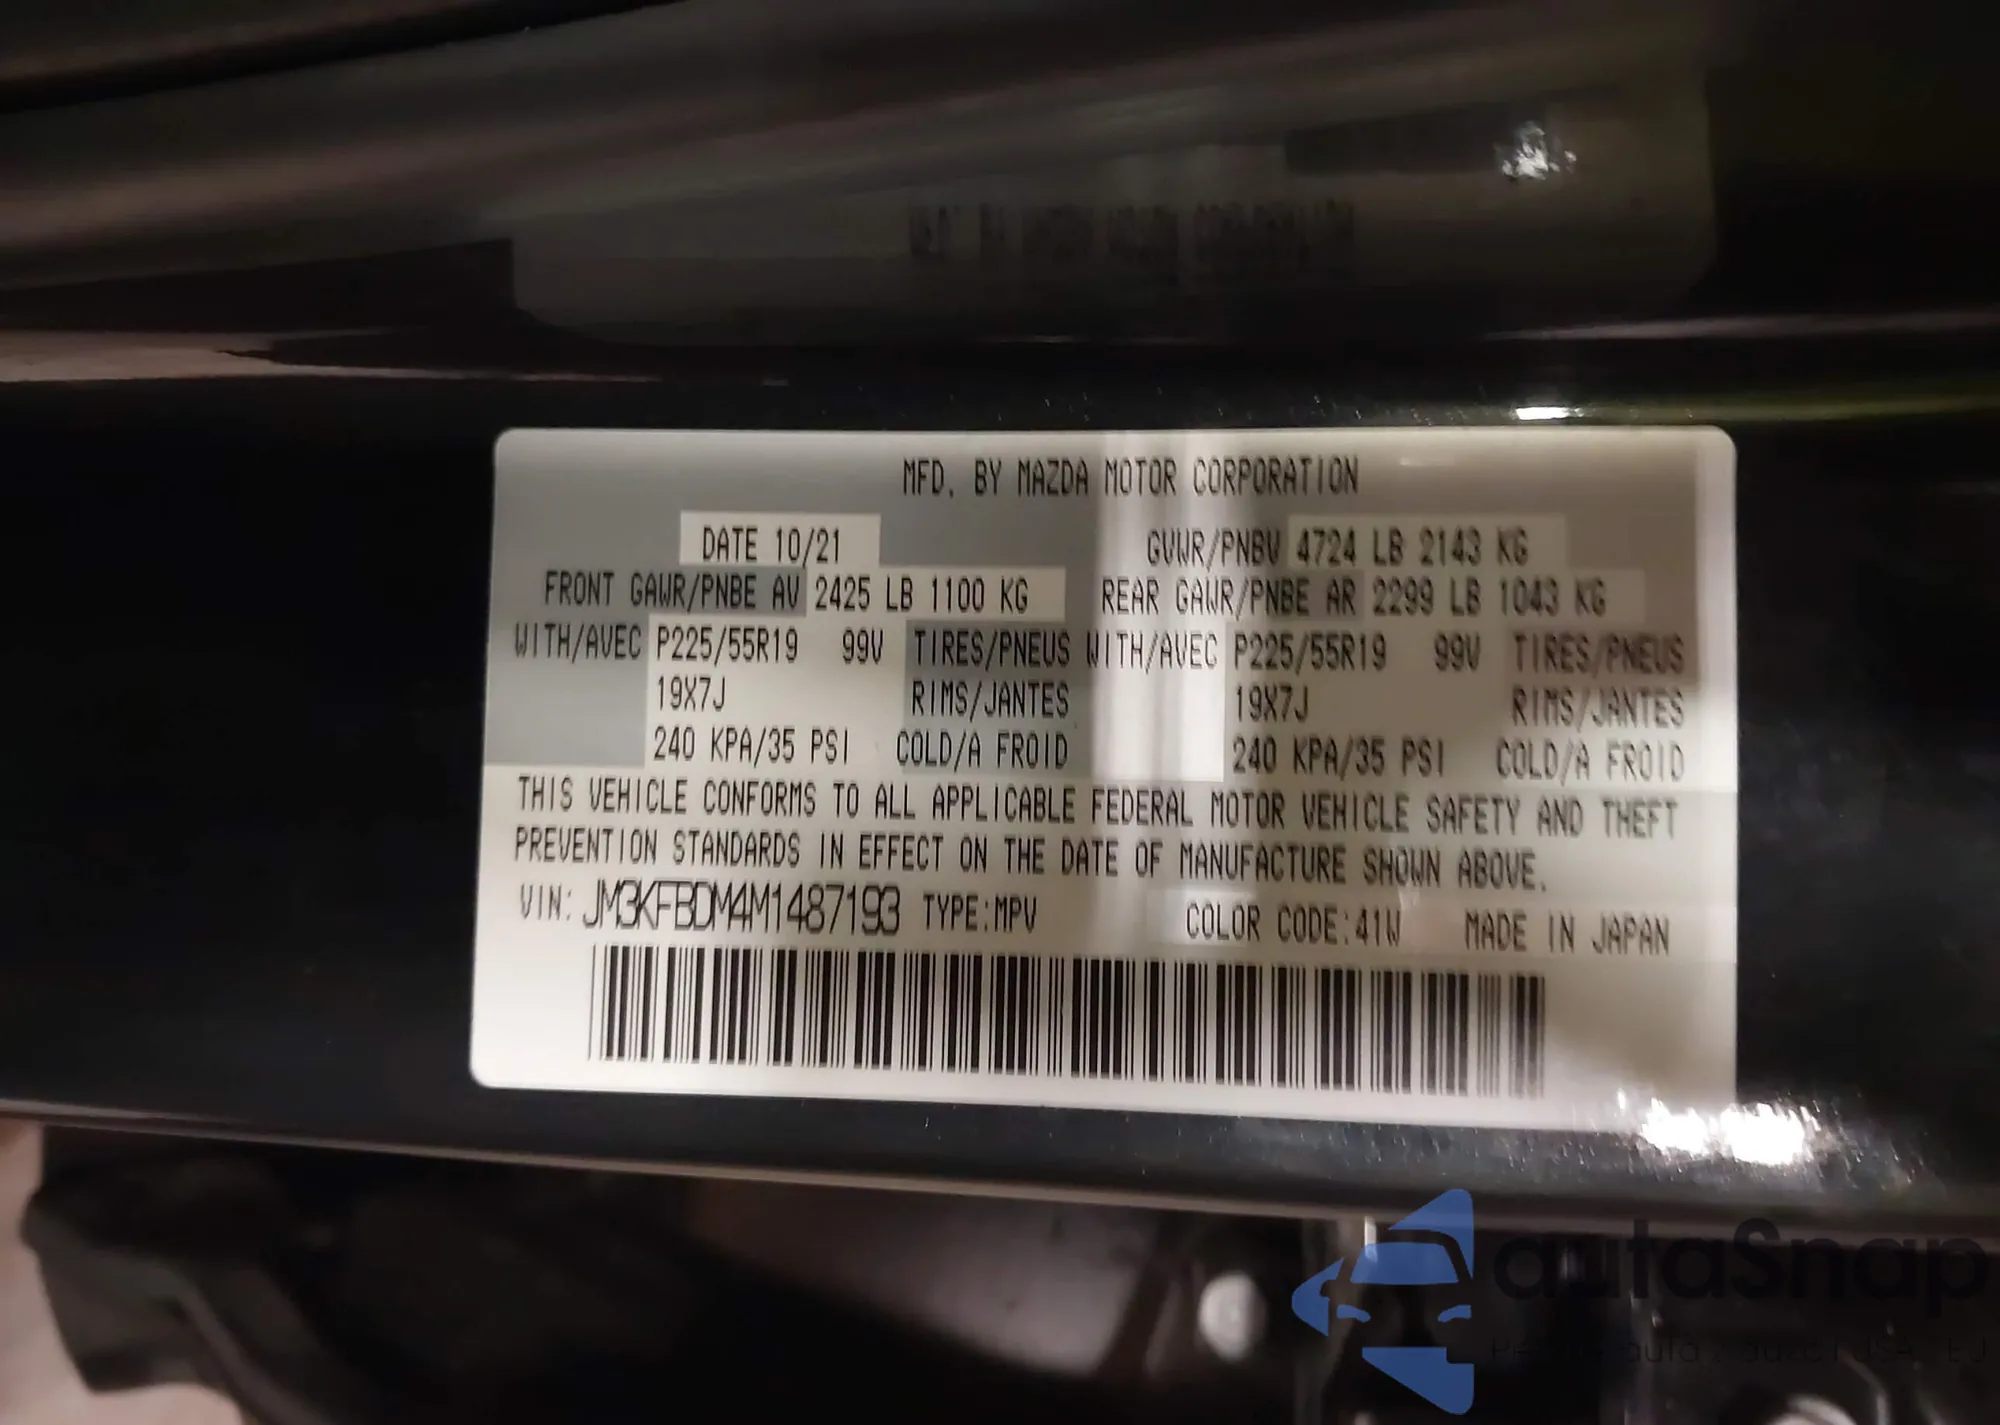 MFD. BY MAZDA MOTOR CORPORATION
DATE 10/21 GVWR/PNBV 4724 LB 2143 KG
FRONT GAWR/PNBE AV 2425 LB 1100 KG REAR GAWR/PNBE AR 2299 LB 1043 KG
WITH/AVEC P225/55R19 99V TIRES/PNEUS WITH/AVEC P225/55R19 99V TIRES/PNEUS
19X7J RIMS/JANTES 19X7J RIMS/JANTES
240 KPA/35 PSI COLD/A FROID 240 KPA/35 PSI COLD/A FROID
THIS VEHICLE CONFORMS TO ALL APPLICABLE FEDERAL MOTOR VEHICLE SAFETY AND THEFT
PREVENTION STANDARDS IN EFFECT ON THE DATE OF MANUFACTURE SHOWN ABOVE.
VIN: JM3KFBDM4M1487193 TYPE:MPV COLOR CODE:41W MADE IN JAPAN
autaSnap
auta